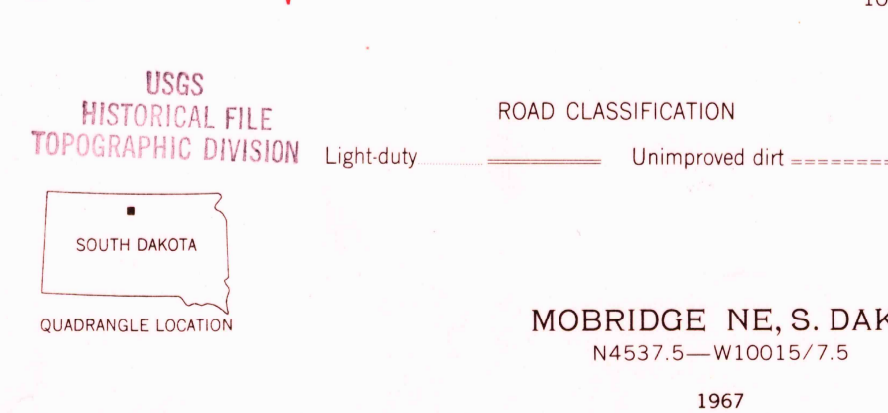 USGS
HISTORICAL FILE
TOPOGRAPHIC DIVISION
ROAD CLASSIFICATION
Light-duty Unimproved dirt
SOUTH DAKOTA
QUADRANGLE LOCATION
MOBRIDGE NE, S. DAK
N4537.5—W10015/7.5
1967